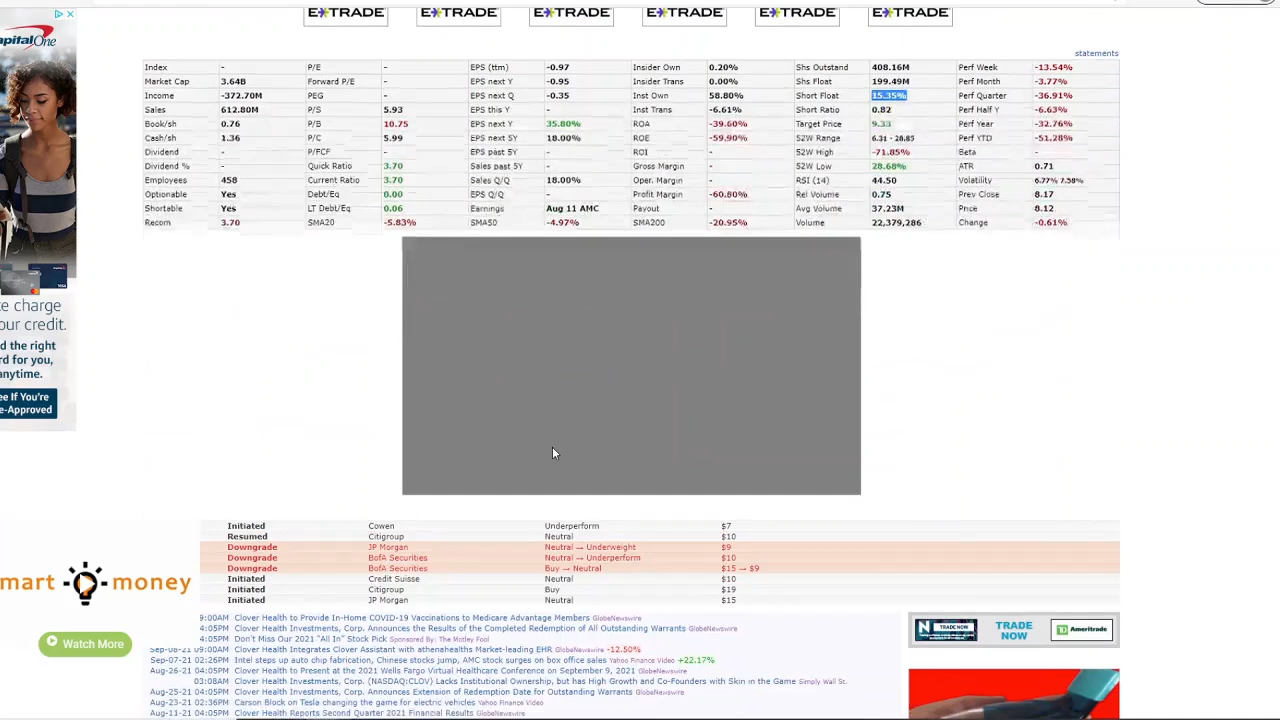 E*TRADE E*TRADE E*TRADE E*TRADE E*TRADE E*TRADE
apitalOne
statements
Index - P/E - EPS (ttm) -0.97 Insider Own 0.20% Shs Outstand 408.16M Perf Week -13.54%
Market Cap 3.64B Forward P/E - EPS next Y -0.95 Insider Trans 0.00% Shs Float 199.49M Perf Month -3.77%
Income -372.70M PEG - EPS next Q -0.35 Inst Own 58.80% Short Float 15.35% Perf Quarter -36.91%
Sales 612.80M P/S 5.93 EPS this Y - Inst Trans -6.61% Short Ratio 0.82 Perf Half Y -6.63%
Book/sh 0.76 P/B 10.75 EPS next Y 35.80% ROA -39.60% Target Price 9.33 Perf Year -32.76%
Cash/sh 1.36 P/C 5.99 EPS next 5Y 18.00% ROE -59.90% 52W Range 6.31 - 28.85 Perf YTD -51.28%
Dividend - P/FCF - EPS past 5Y - ROI - 52W High -71.85% Beta -
Dividend % - Quick Ratio 3.70 Sales past 5Y - Gross Margin - 52W Low 28.68% ATR 0.71
Employees 458 Current Ratio 3.70 Sales Q/Q 18.00% Oper. Margin - RSI (14) 44.50 Volatility 6.77% 7.58%
Optionable Yes Debt/Eq 0.00 EPS Q/Q - Profit Margin -60.80% Rel Volume 0.75 Prev Close 8.17
Shortable Yes LT Debt/Eq 0.06 Earnings Aug 11 AMC Payout - Avg Volume 37.23M Price 8.12
Recom 3.70 SMA20 -5.83% SMA50 -4.97% SMA200 -20.95% Volume 22,379,286 Change -0.61%
te charge
our credit.
d the right
rd for you,
anytime.
ee If You're
e-Approved
Initiated Cowen Underperform $7
Resumed Citigroup Neutral $10
Downgrade JP Morgan Neutral → Underweight $9
Downgrade BofA Securities Neutral → Underperform $10
Downgrade BofA Securities Buy → Neutral $15 → $9
Initiated Credit Suisse Neutral $10
Initiated Citigroup Buy $19
Initiated JP Morgan Neutral $15
mart money
Watch More
9:00AM Clover Health to Provide In-Home COVID-19 Vaccinations to Medicare Advantage Members GlobeNewswire
4:05PM Clover Health Investments, Corp. Announces the Results of the Completed Redemption of All Outstanding Warrants GlobeNewswire
4:05PM Don't Miss Our 2021 "All In" Stock Pick Sponsored By: The Motley Fool
Sep-08-21 09:00AM Clover Health Integrates Clover Assistant with athenahealths Market-leading EHR GlobeNewswire -12.50%
Sep-07-21 02:26PM Intel steps up auto chip fabrication, Chinese stocks jump, AMC stock surges on box office sales Yahoo Finance Video +22.17%
Aug-26-21 09:00AM Clover Health to Present at the 2021 Wells Fargo Virtual Healthcare Conference on September 9, 2021 GlobeNewswire
03:08AM Clover Health Investments, Corp. (NASDAQ:CLOV) Lacks Institutional Ownership, but has High Growth and Co-Founders with Skin in the Game Simply Wall St.
Aug-25-21 04:05PM Clover Health Investments, Corp. Announces Extension of Redemption Date for Outstanding Warrants GlobeNewswire
Aug-23-21 02:36PM Carson Block on Tesla changing the game for electric vehicles Yahoo Finance Video
Aug-11-21 04:05PM Clover Health Reports Second Quarter 2021 Financial Results GlobeNewswire
N TRADE NOW
TRADE NOW
Ameritrade